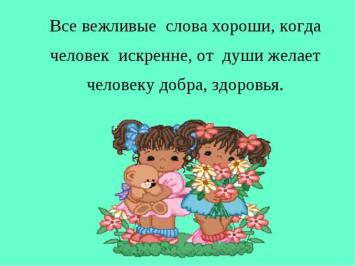 Все вежливые  слова хороши, когда
человек  искренне, от  души желает
человеку добра, здоровья.